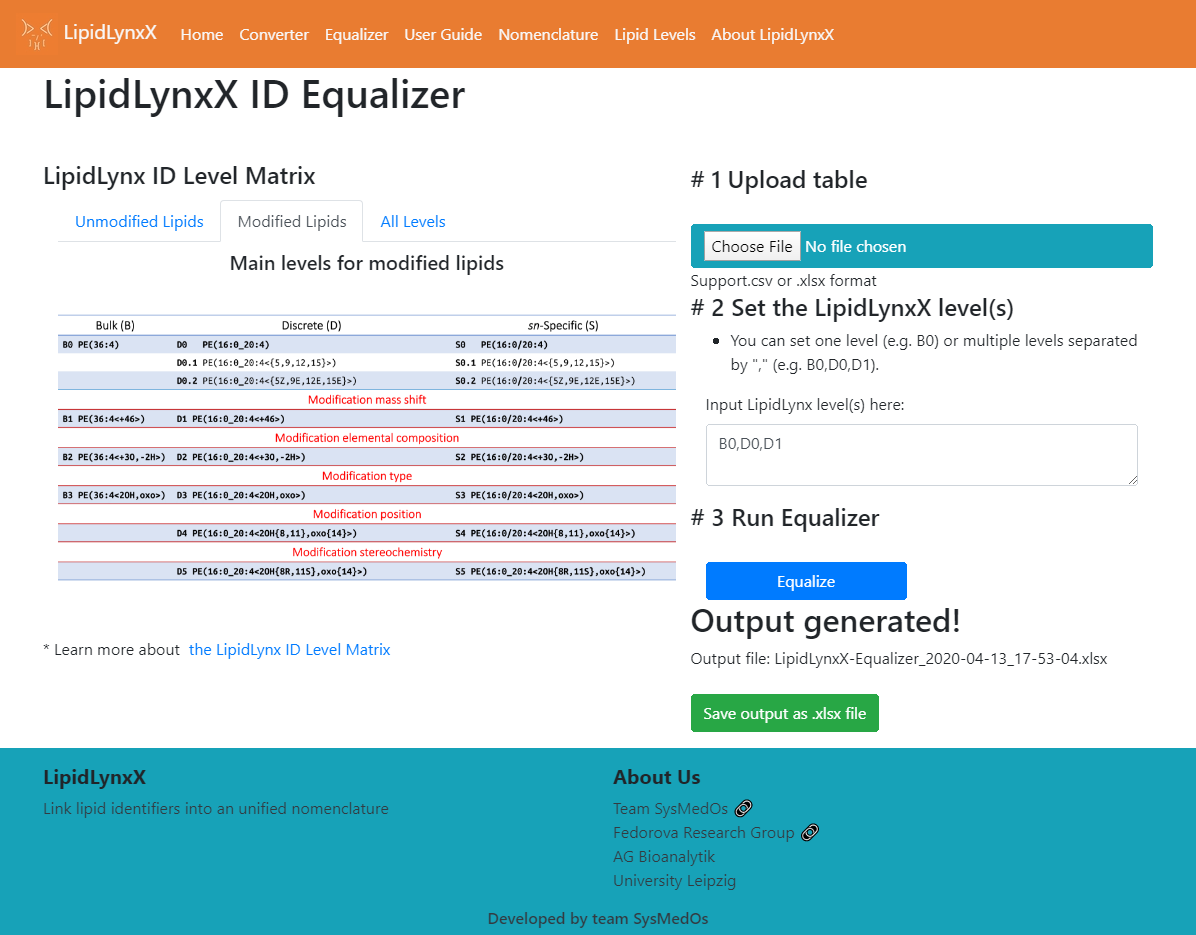 LipidLynxX Home Converter Equalizer User Guide Nomenclature Lipid Levels About LipidLynxX
LipidLynxX ID Equalizer
LipidLynx ID Level Matrix
Unmodified Lipids Modified Lipids All Levels
Main levels for modified lipids
Bulk (B) Discrete (D) sn-Specific (S)
B0 PE(36:4) D0 PE(16:0_20:4) S0 PE(16:0/20:4)
D0.1 PE(16:0_20:4<{5,9,12,15}>) S0.1 PE(16:0/20:4<{5,9,12,15}>)
D0.2 PE(16:0_20:4<{5Z,9E,12E,15E}>) S0.2 PE(16:0/20:4<{5Z,9E,12E,15E}>)
Modification mass shift
B1 PE(36:4<+46>) D1 PE(16:0_20:4<+46>) S1 PE(16:0/20:4<+46>)
Modification elemental composition
B2 PE(36:4<+3O,-2H>) D2 PE(16:0_20:4<+3O,-2H>) S2 PE(16:0/20:4<+3O,-2H>)
Modification type
B3 PE(36:4<2OH,oxo>) D3 PE(16:0_20:4<2OH,oxo>) S3 PE(16:0/20:4<2OH,oxo>)
Modification position
D4 PE(16:0_20:4<2OH{8,11},oxo{14}>) S4 PE(16:0/20:4<2OH{8,11},oxo{14}>)
Modification stereochemistry
D5 PE(16:0_20:4<2OH{8R,11S},oxo{14}>) S5 PE(16:0/20:4<2OH{8R,11S},oxo{14}>)
* Learn more about the LipidLynx ID Level Matrix
# 1 Upload table
Choose File No file chosen
Support.csv or .xlsx format
# 2 Set the LipidLynxX level(s)
• You can set one level (e.g. B0) or multiple levels separated
by "," (e.g. B0,D0,D1).
Input LipidLynx level(s) here:
B0,D0,D1
# 3 Run Equalizer
Equalize
Output generated!
Output file: LipidLynxX-Equalizer_2020-04-13_17-53-04.xlsx
Save output as .xlsx file
LipidLynxX
Link lipid identifiers into an unified nomenclature
About Us
Team SysMedOs
Fedorova Research Group
AG Bioanalytik
University Leipzig
Developed by team SysMedOs